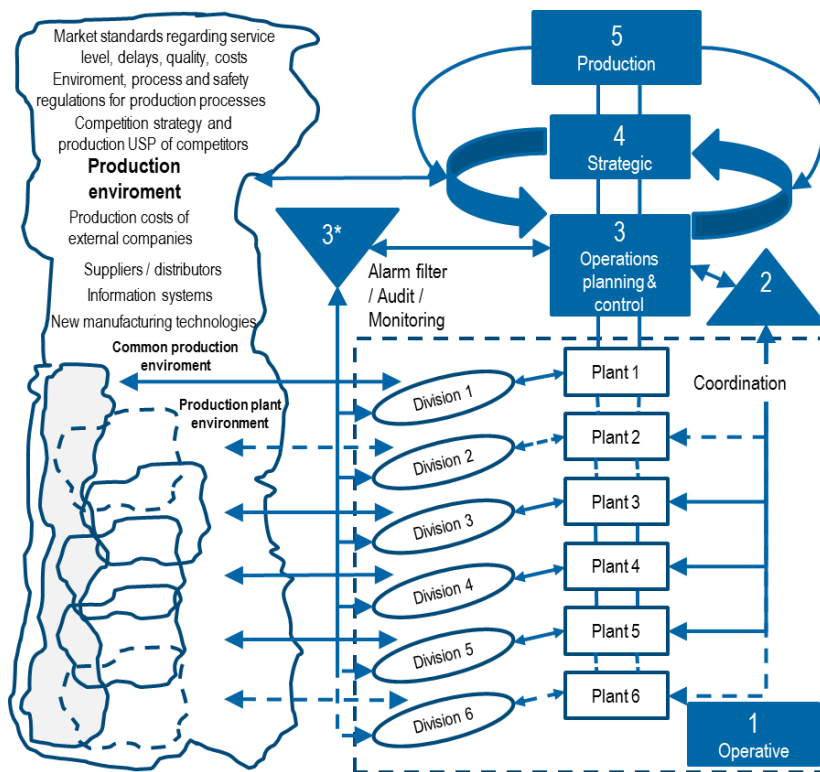 Market standards regarding service
level, delays, quality, costs
Enviroment, process and safety
regulations for production processes
Competition strategy and
production USP of competitors
Production
enviroment
Production costs of
external companies
Suppliers / distributors
Information systems
New manufacturing technologies
Common production
enviroment
Production plant
environment
5
Production
4
Strategic
3
Operations
planning &
control
3*
Alarm filter
/ Audit /
Monitoring
2
Coordination
Division 1
Plant 1
Division 2
Plant 2
Division 3
Plant 3
Division 4
Plant 4
Division 5
Plant 5
Division 6
Plant 6
1
Operative